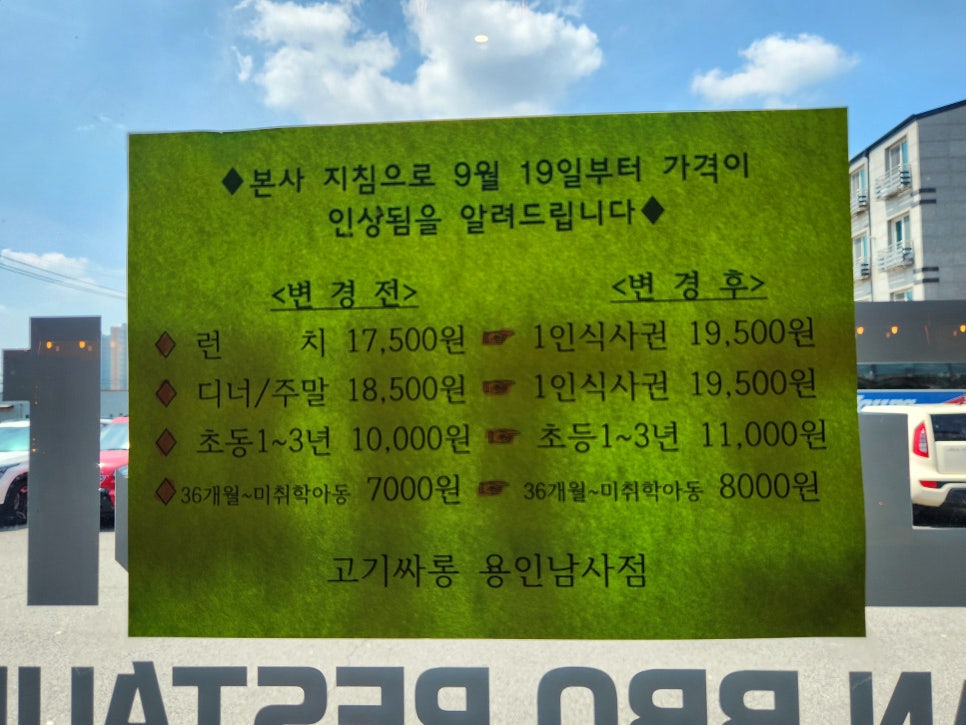 ◆본사 지침으로 9월 19일부터 가격이
인상됨을 알려드립니다◆
<변 경 전> <변 경 후>
◆ 런 치 17,500원 ☞ 1인식사권 19,500원
◆ 디너/주말 18,500원 ☞ 1인식사권 19,500원
◆ 초동1~3년 10,000원 ☞ 초등1~3년 11,000원
◆ 36개월~미취학아동 7000원 ☞ 36개월~미취학아동 8000원
고기싸롱 용인남사점
AN BBQ RESTAU